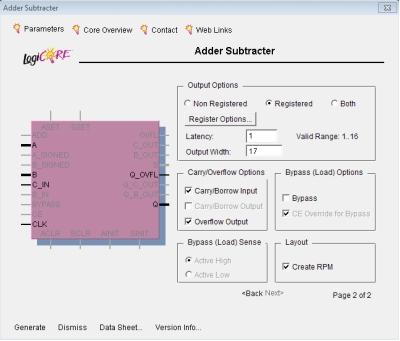 Adder Subtracter
Parameters Core Overview Contact Web Links
LogiCORE
Adder Subtracter
Output Options
Non Registered Registered Both
Register Options...
Latency: 1 Valid Range: 1..16
Output Width: 17
Carry/Overflow Options
Carry/Borrow Input
Carry/Borrow Output
Overflow Output
Bypass (Load) Options
Bypass
CE Override for Bypass
Bypass (Load) Sense
Active High
Active Low
Layout
Create RPM
ASET SSET
ADD OVFL
A C_OUT
A_SIGNED B_OUT
B_SIGNED
B Q_OVFL
C_IN Q_C_OUT
B_IN Q_B_OUT
BYPASS Q
CE
CLK
ACLR SCLR AINIT SINIT
<Back Next>
Page 2 of 2
Generate Dismiss Data Sheet... Version Info...